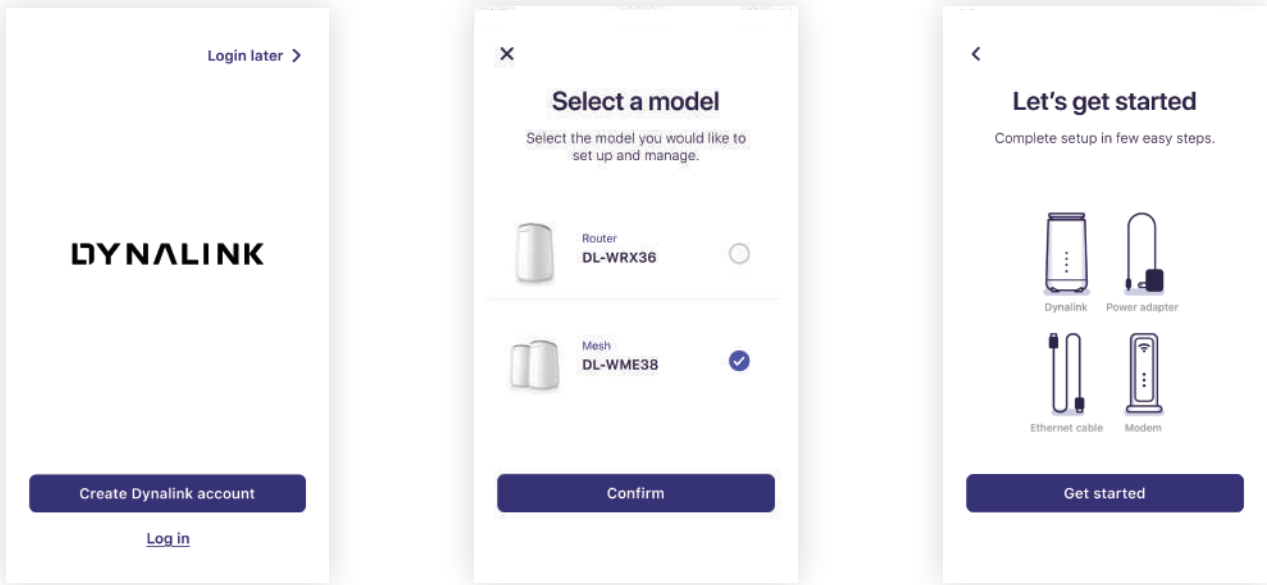 Login later
DYNALINK
Create Dynalink account
Log in
Select a model
Select the model you would like to
set up and manage.
Router
DL-WRX36
Mesh
DL-WME38
Confirm
Let's get started
Complete setup in few easy steps.
Dynalink Power adapter
Ethernet cable Modem
Get started